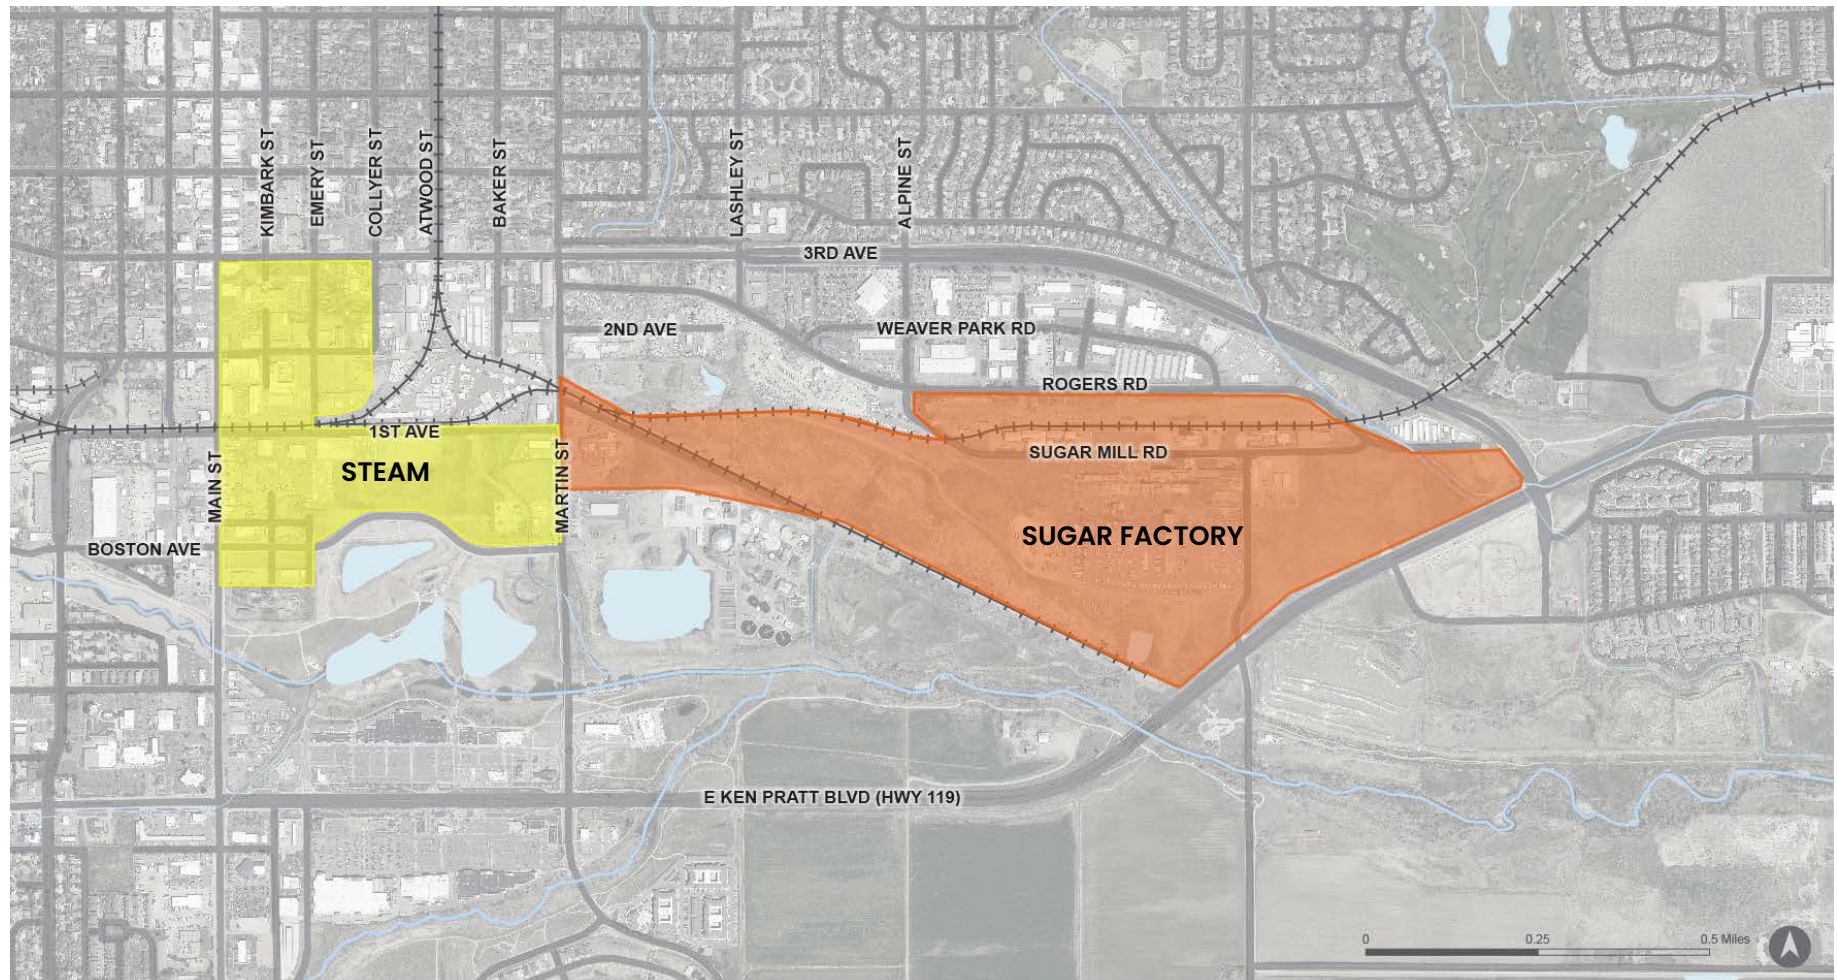 KIMBARK ST
EMERY ST
COLLYER ST
ATWOOD ST
BAKER ST
LASHLEY ST
ALPINE ST
3RD AVE
2ND AVE
WEAVER PARK RD
ROGERS RD
1ST AVE
SUGAR MILL RD
STEAM
MAIN ST
MARTIN ST
SUGAR FACTORY
BOSTON AVE
E KEN PRATT BLVD (HWY 119)
0 0.25 0.5 Miles